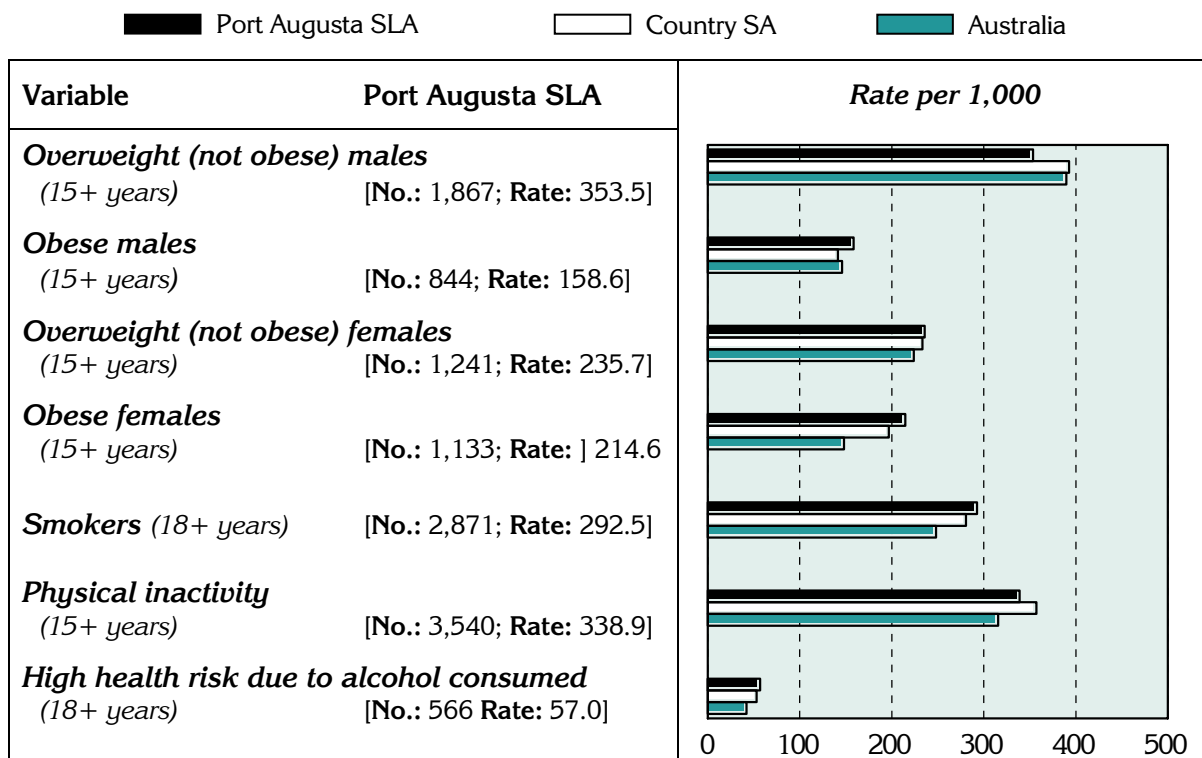 Port Augusta SLA Country SA Australia
Variable Port Augusta SLA Rate per 1,000
Overweight (not obese) males
(15+ years) [No.: 1,867; Rate: 353.5]
Obese males
(15+ years) [No.: 844; Rate: 158.6]
Overweight (not obese) females
(15+ years) [No.: 1,241; Rate: 235.7]
Obese females
(15+ years) [No.: 1,133; Rate: ] 214.6
Smokers (18+ years) [No.: 2,871; Rate: 292.5]
Physical inactivity
(15+ years) [No.: 3,540; Rate: 338.9]
High health risk due to alcohol consumed
(18+ years) [No.: 566 Rate: 57.0]
0 100 200 300 400 500